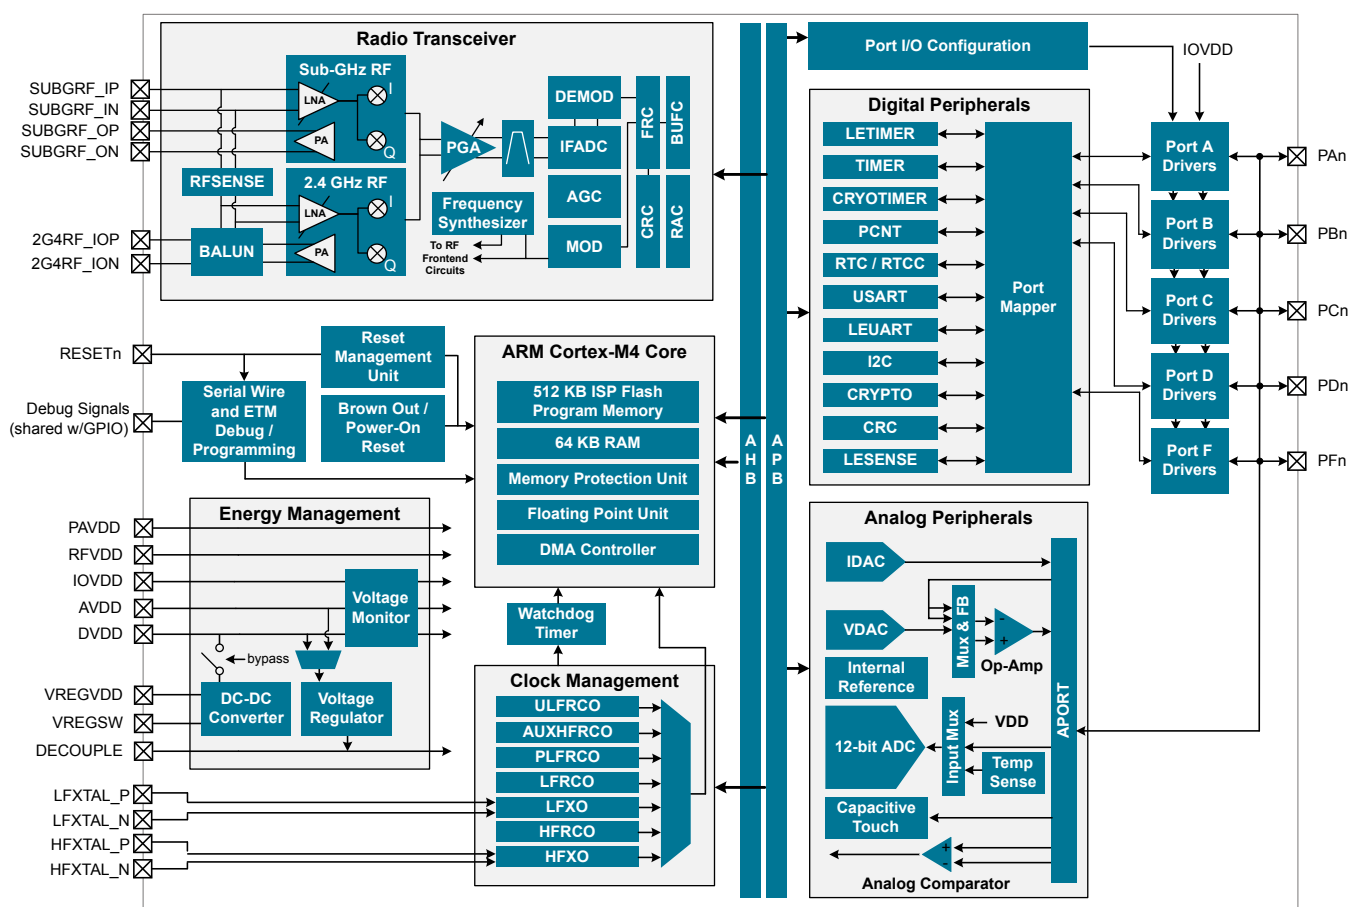 Radio Transceiver
SUBGRF_IP
SUBGRF_IN
SUBGRF_OP
SUBGRF_ON
2G4RF_IOP
2G4RF_ION
Sub-GHz RF
LNA
I
PA
Q
RFSENSE
2.4 GHz RF
LNA
I
BALUN
PA
Q
PGA
Frequency
Synthesizer
To RF
Frontend
Circuits
DEMOD
IFADC
AGC
MOD
FRC
BUFC
CRC
RAC
RESETn
Debug Signals
(shared w/GPIO)
Reset
Management
Unit
Serial Wire
and ETM
Debug /
Programming
Brown Out /
Power-On
Reset
ARM Cortex-M4 Core
512 KB ISP Flash
Program Memory
64 KB RAM
Memory Protection Unit
Floating Point Unit
DMA Controller
Watchdog
Timer
Energy Management
PAVDD
RFVDD
IOVDD
AVDD
DVDD
VREGVDD
VREGSW
DECOUPLE
Voltage
Monitor
bypass
DC-DC
Converter
Voltage
Regulator
LFXTAL_P
LFXTAL_N
HFXTAL_P
HFXTAL_N
Clock Management
ULFRCO
AUXHFRCO
PLFRCO
LFRCO
LFXO
HFRCO
HFXO
AHB
APB
Port I/O Configuration
IOVDD
Digital Peripherals
LETIMER
TIMER
CRYOTIMER
PCNT
RTC / RTCC
USART
LEUART
I2C
CRYPTO
CRC
LESENSE
Port
Mapper
Port A
Drivers
Port B
Drivers
Port C
Drivers
Port D
Drivers
Port F
Drivers
PAn
PBn
PCn
PDn
PFn
Analog Peripherals
IDAC
VDAC
Mux & FB
-
+
Op-Amp
Internal
Reference
12-bit ADC
Input Mux
VDD
Temp
Sense
Capacitive
Touch
+
-
Analog Comparator
APORT